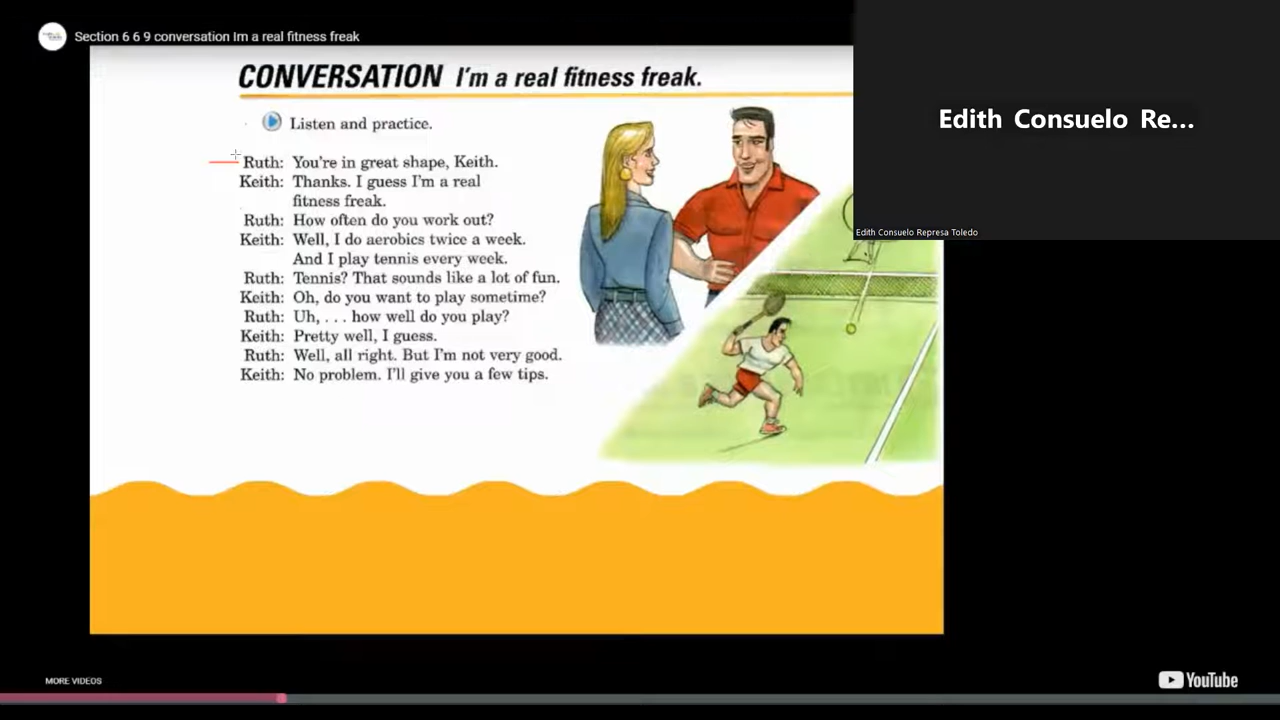 Section 6 6 9 conversation Im a real fitness freak
CONVERSATION I'm a real fitness freak.
Listen and practice.
Ruth: You're in great shape, Keith.
Keith: Thanks. I guess I'm a real
fitness freak.
Ruth: How often do you work out?
Keith: Well, I do aerobics twice a week.
And I play tennis every week.
Ruth: Tennis? That sounds like a lot of fun.
Keith: Oh, do you want to play sometime?
Ruth: Uh, . . . how well do you play?
Keith: Pretty well, I guess.
Ruth: Well, all right. But I'm not very good.
Keith: No problem. I'll give you a few tips.
Edith Consuelo Re...
Edith Consuelo Represa Toledo
MORE VIDEOS
YouTube